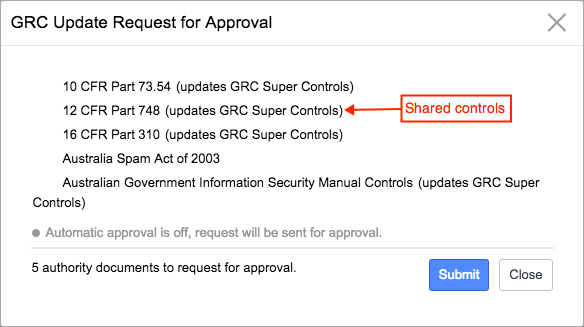 GRC Update Request for Approval
10 CFR Part 73.54 (updates GRC Super Controls)
12 CFR Part 748 (updates GRC Super Controls)
Shared controls
16 CFR Part 310 (updates GRC Super Controls)
Australia Spam Act of 2003
Australian Government Information Security Manual Controls (updates GRC Super
Controls)
Automatic approval is off, request will be sent for approval.
5 authority documents to request for approval.
Submit
Close